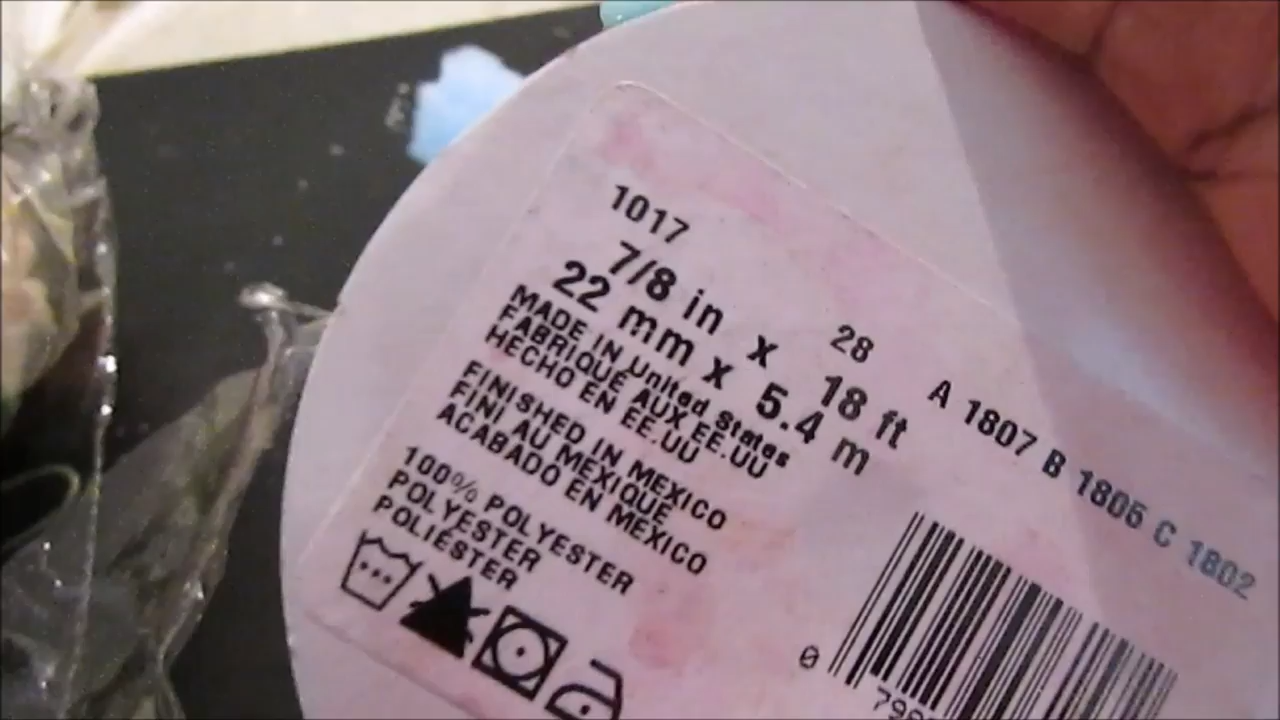 1017
28
A 1807 B 1806 C 1802
7/8 in x 18 ft
22 mm x 5.4 m
MADE IN United States
FABRIQUE AUX EE.UU
HECHO EN EE.UU
FINISHED IN MEXICO
FINI AU MEXIQUE
ACABADO EN MEXICO
100% POLYESTER
POLYESTER
POLIÉSTER
0